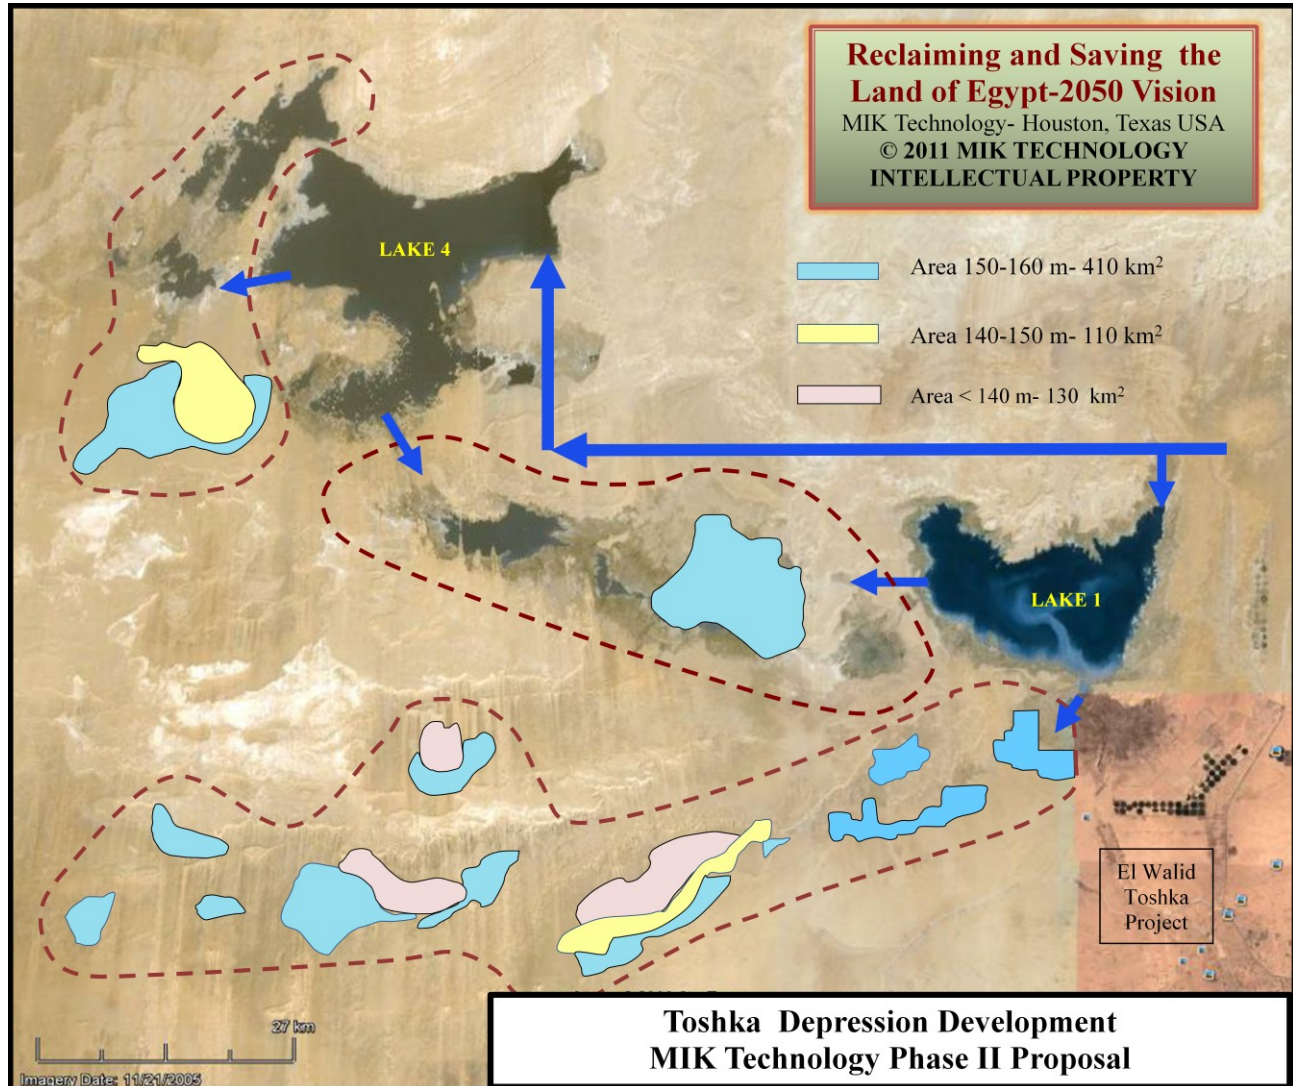 Reclaiming and Saving the
Land of Egypt-2050 Vision
MIK Technology- Houston, Texas USA
© 2011 MIK TECHNOLOGY
INTELLECTUAL PROPERTY
LAKE 4
Area 150-160 m- 410 km²
Area 140-150 m- 110 km²
Area < 140 m- 130 km²
LAKE 1
El Walid
Toshka
Project
27 km
Imagery Date: 11/21/2005
Toshka Depression Development
MIK Technology Phase II Proposal